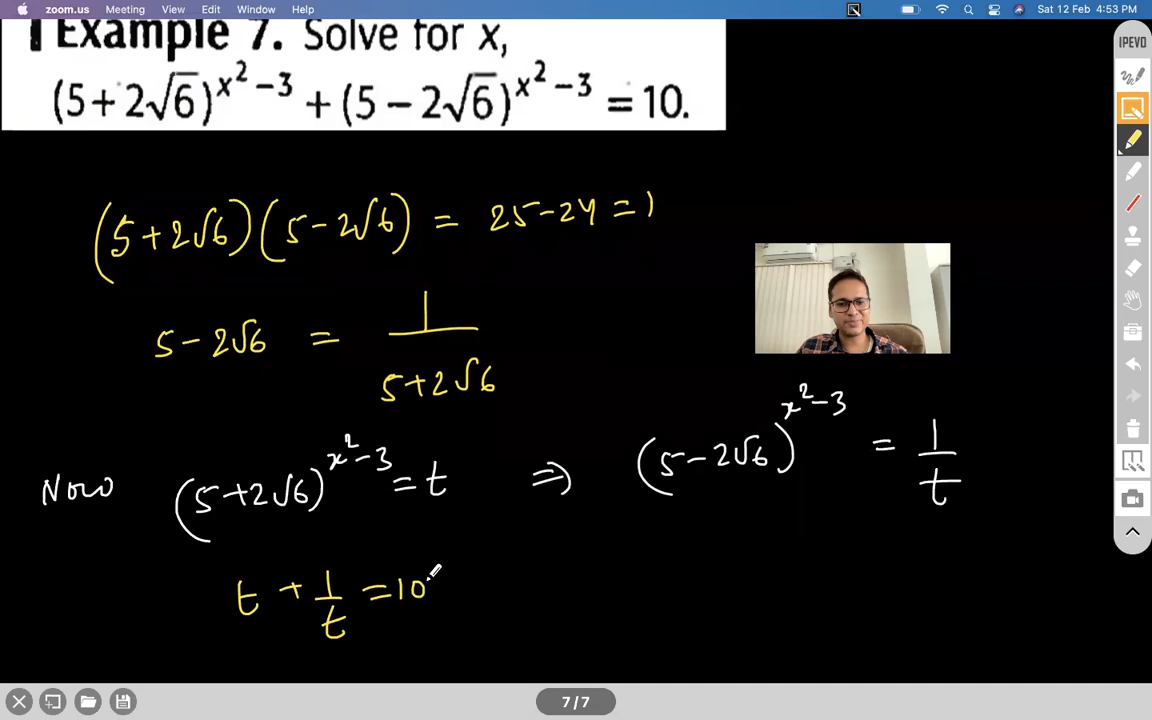 zoom.us Meeting View Edit Window Help Sat 12 Feb 4:53 PM
Example 7. Solve for x,
(5+2√6)^{x²-3} + (5-2√6)^{x²-3} = 10.
IPEVO
(5+2√6)(5-2√6) = 25-24 = 1
5-2√6 = 1/(5+2√6)
Now (5+2√6)^{x²-3} = t ⇒ (5-2√6)^{x²-3} = 1/t
t + 1/t = 10
7/7